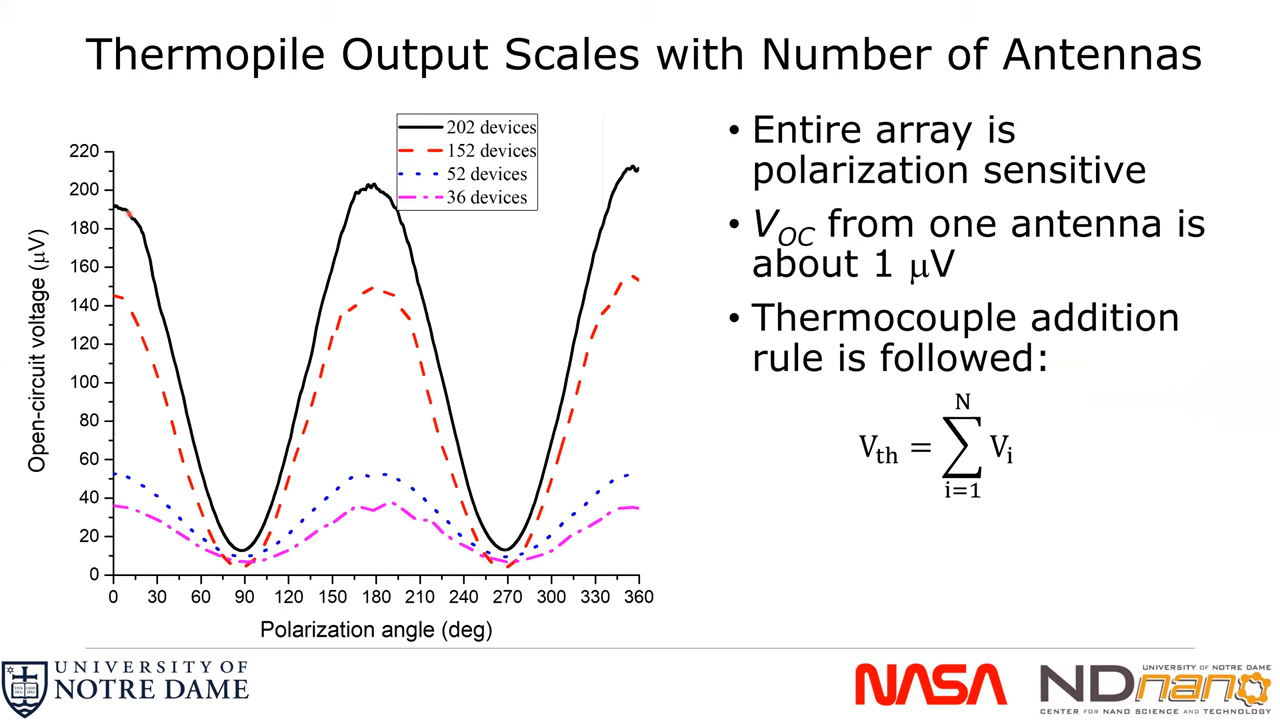 Thermopile Output Scales with Number of Antennas
202 devices
152 devices
52 devices
36 devices
220
200
180
160
140
120
100
80
60
40
20
0
Open-circuit voltage (μV)
0 30 60 90 120 150 180 210 240 270 300 330 360
Polarization angle (deg)
• Entire array is
polarization sensitive
• V_OC from one antenna is
about 1 μV
• Thermocouple addition
rule is followed:
N
V_th = ∑ V_i
i=1
UNIVERSITY OF
NOTRE DAME
NASA
UNIVERSITY OF NOTRE DAME
NDnano
CENTER FOR NANO SCIENCE AND TECHNOLOGY